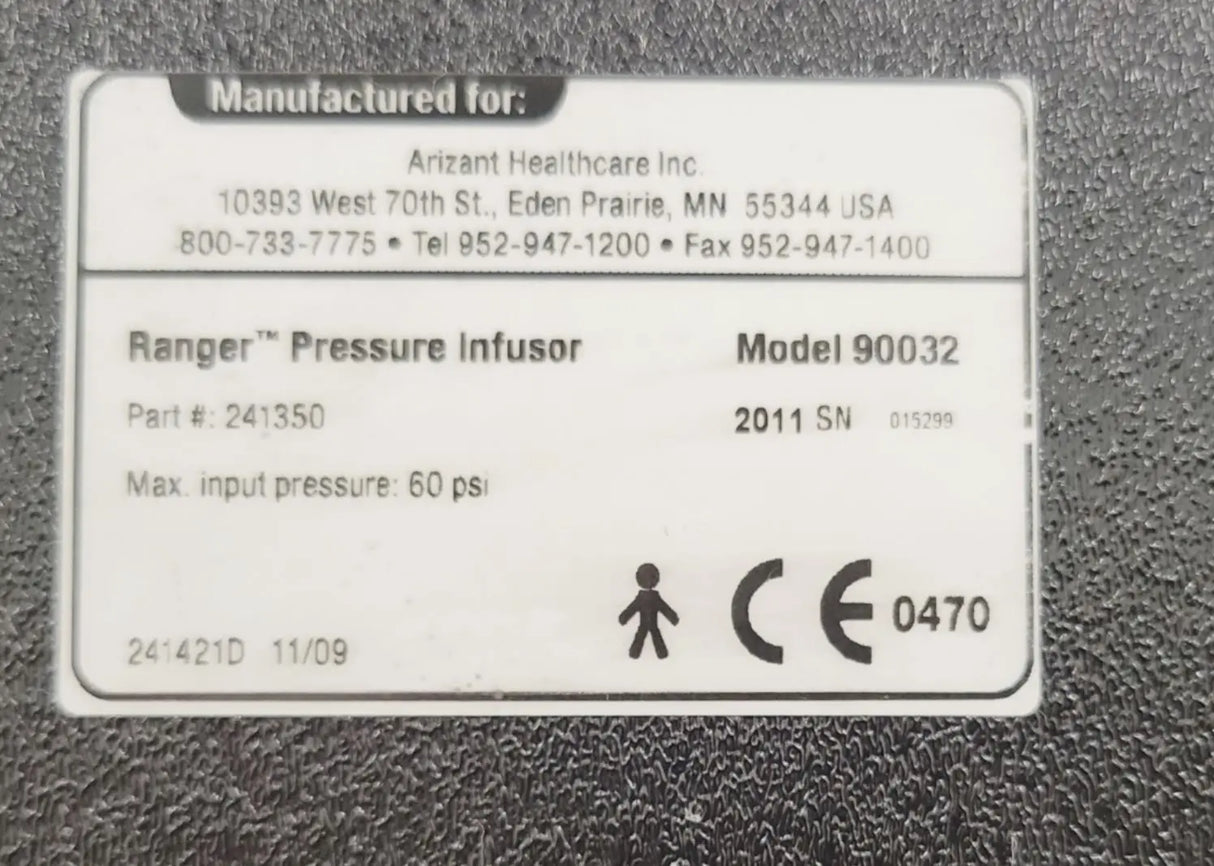 Manufactured for:
Arizant Healthcare Inc.
10393 West 70th St., Eden Prairie, MN 55344 USA
800-733-7775 • Tel 952-947-1200 • Fax 952-947-1400
Ranger™ Pressure Infusor Model 90032
Part #: 241350 2011 SN 015299
Max. input pressure: 60 psi
CE 0470
241421D 11/09